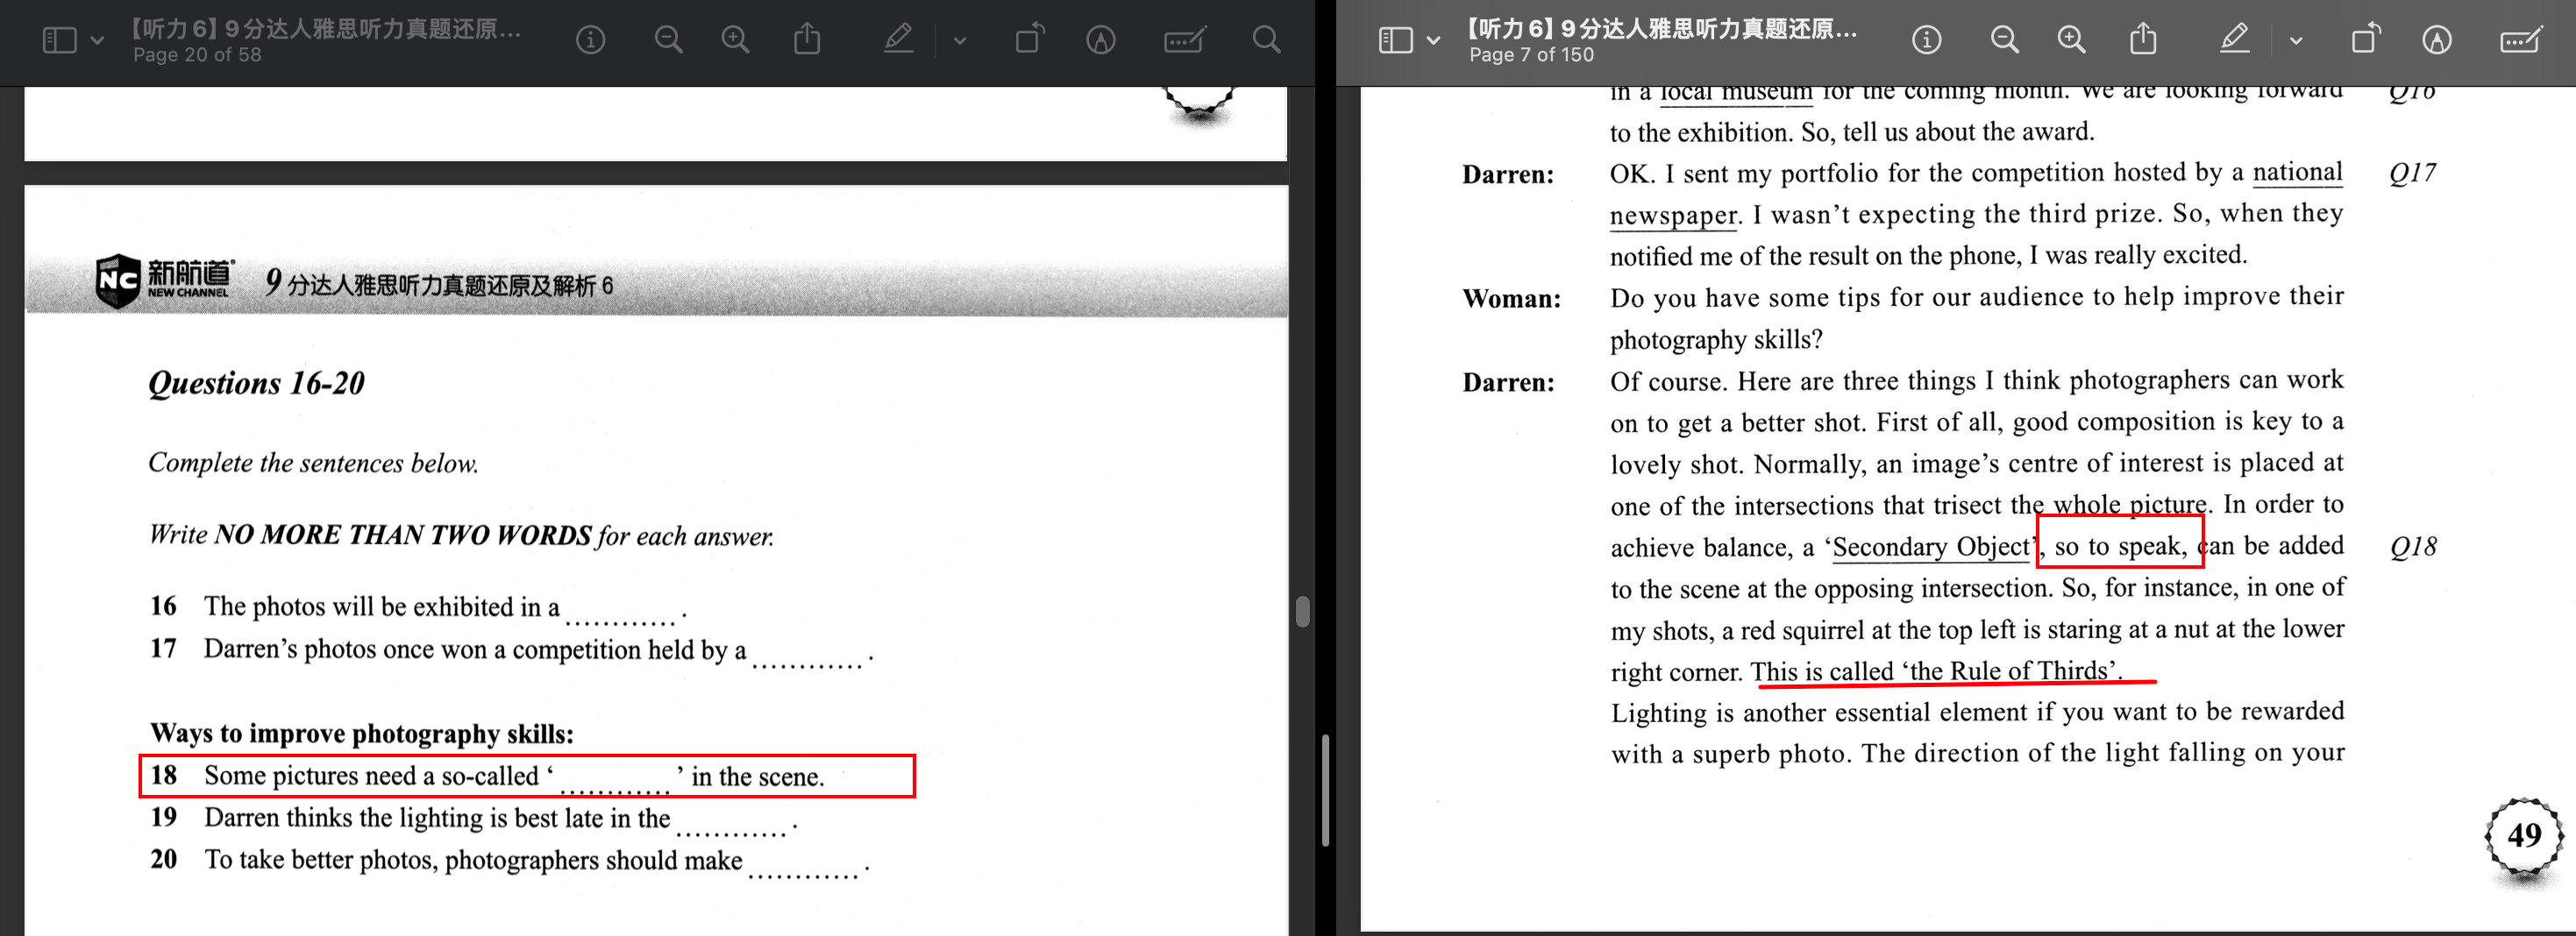 【听力 6】9分达人雅思听力真题还原...
Page 20 of 58
新航道
NC
NEW CHANNEL
9分达人雅思听力真题还原及解析 6
Questions 16-20
Complete the sentences below.
Write NO MORE THAN TWO WORDS for each answer.
16 The photos will be exhibited in a ............ .
17 Darren's photos once won a competition held by a ............ .
Ways to improve photography skills:
18 Some pictures need a so-called ‘ ............ ’ in the scene.
19 Darren thinks the lighting is best late in the ............ .
20 To take better photos, photographers should make ............ .
【听力 6】9分达人雅思听力真题还原...
Page 7 of 150
in a local museum for the coming month. We are looking forward Q16
to the exhibition. So, tell us about the award.
Darren: OK. I sent my portfolio for the competition hosted by a national Q17
newspaper. I wasn’t expecting the third prize. So, when they
notified me of the result on the phone, I was really excited.
Woman: Do you have some tips for our audience to help improve their
photography skills?
Darren: Of course. Here are three things I think photographers can work
on to get a better shot. First of all, good composition is key to a
lovely shot. Normally, an image’s centre of interest is placed at
one of the intersections that trisect the whole picture. In order to
achieve balance, a ‘Secondary Object’, so to speak, can be added Q18
to the scene at the opposing intersection. So, for instance, in one of
my shots, a red squirrel at the top left is staring at a nut at the lower
right corner. This is called ‘the Rule of Thirds’.
Lighting is another essential element if you want to be rewarded
with a superb photo. The direction of the light falling on your
49